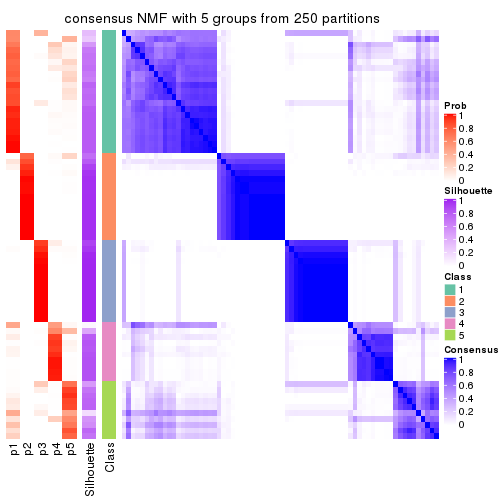 consensus NMF with 5 groups from 250 partitions
Prob
1
0.8
0.6
0.4
0.2
0
Silhouette
1
0.8
0.6
0.4
0.2
0
Class
1
2
3
4
5
Consensus
1
0.8
0.6
0.4
0.2
0
p1
p2
p3
p4
p5
Silhouette
Class